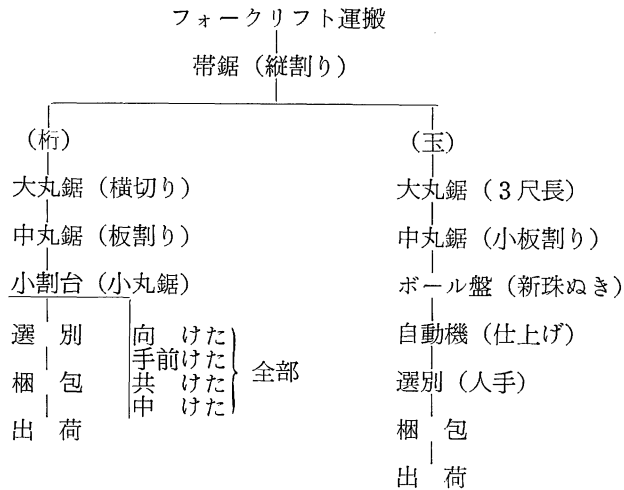 フォークリフト運搬
帯鋸（縦割り）
（桁）
大丸鋸（横切り）
中丸鋸（板割り）
小割台（小丸鋸）
選　別
梱　包
出　荷
向　けた
手前けた
共　けた
中　けた
全部
（玉）
大丸鋸（３尺長）
中丸鋸（小板割り）
ボール盤（新珠ぬき）
自動機（仕上げ）
選別（人手）
梱　包
出　荷